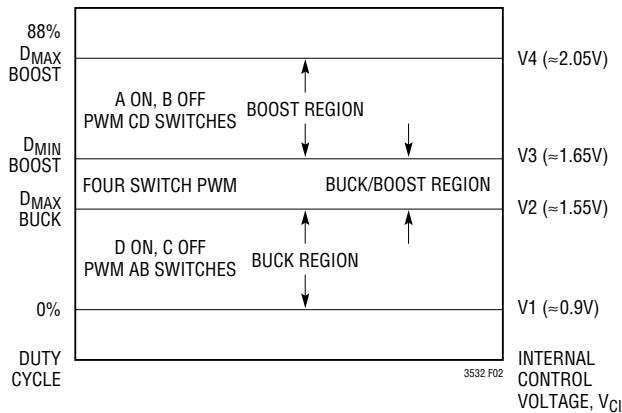 88%
DMAX
BOOST
V4 (≈2.05V)
A ON, B OFF
PWM CD SWITCHES
BOOST REGION
DMIN
BOOST
V3 (≈1.65V)
FOUR SWITCH PWM
BUCK/BOOST REGION
DMAX
BUCK
V2 (≈1.55V)
D ON, C OFF
PWM AB SWITCHES
BUCK REGION
0%
V1 (≈0.9V)
DUTY
CYCLE
3532 F02
INTERNAL
CONTROL
VOLTAGE, VCI